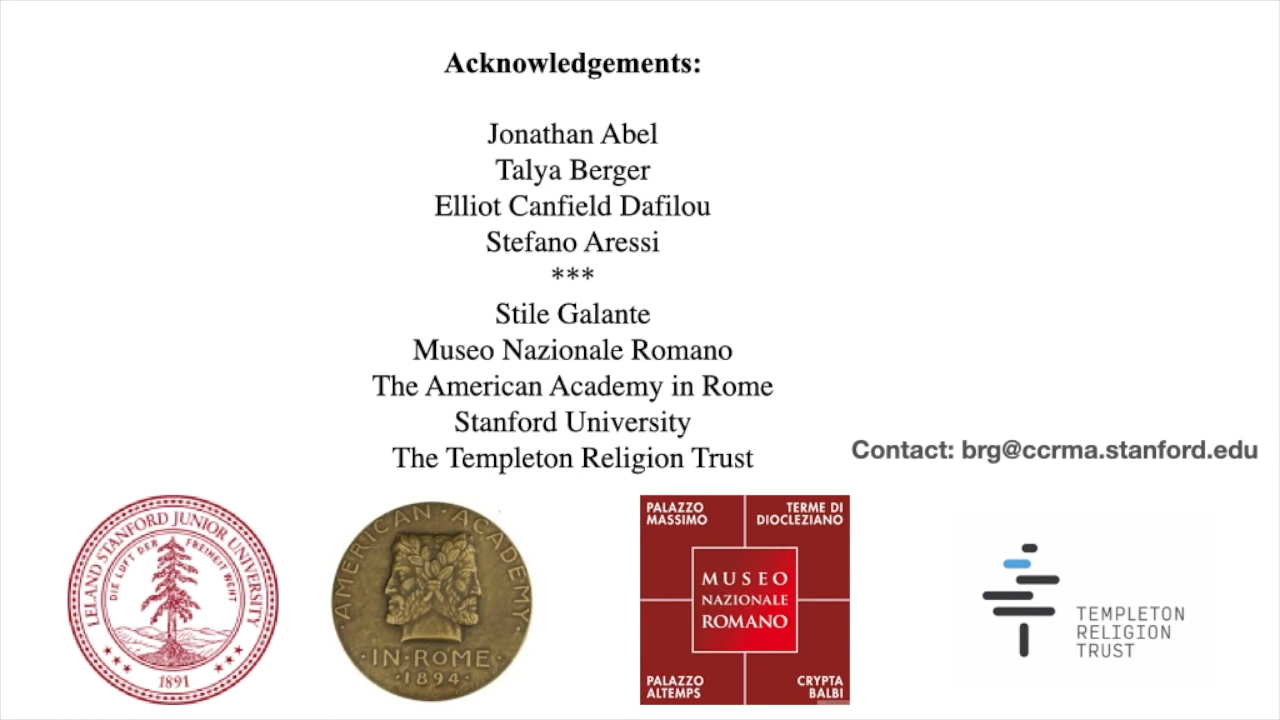 Acknowledgements:
Jonathan Abel
Talya Berger
Elliot Canfield Dafilou
Stefano Aressi
***
Stile Galante
Museo Nazionale Romano
The American Academy in Rome
Stanford University
The Templeton Religion Trust
Contact: brg@ccrma.stanford.edu
LELAND STANFORD JUNIOR UNIVERSITY
DIE LUFT DER FREIHEIT WEHT
1891
AMERICAN · ACADEMY
· IN · ROME ·
· 1894 ·
PALAZZO
MASSIMO
TERME DI
DIOCLEZIANO
MUSEO
NAZIONALE
ROMANO
PALAZZO
ALTEMPS
CRYPTA
BALBI
TEMPLETON
RELIGION
TRUST